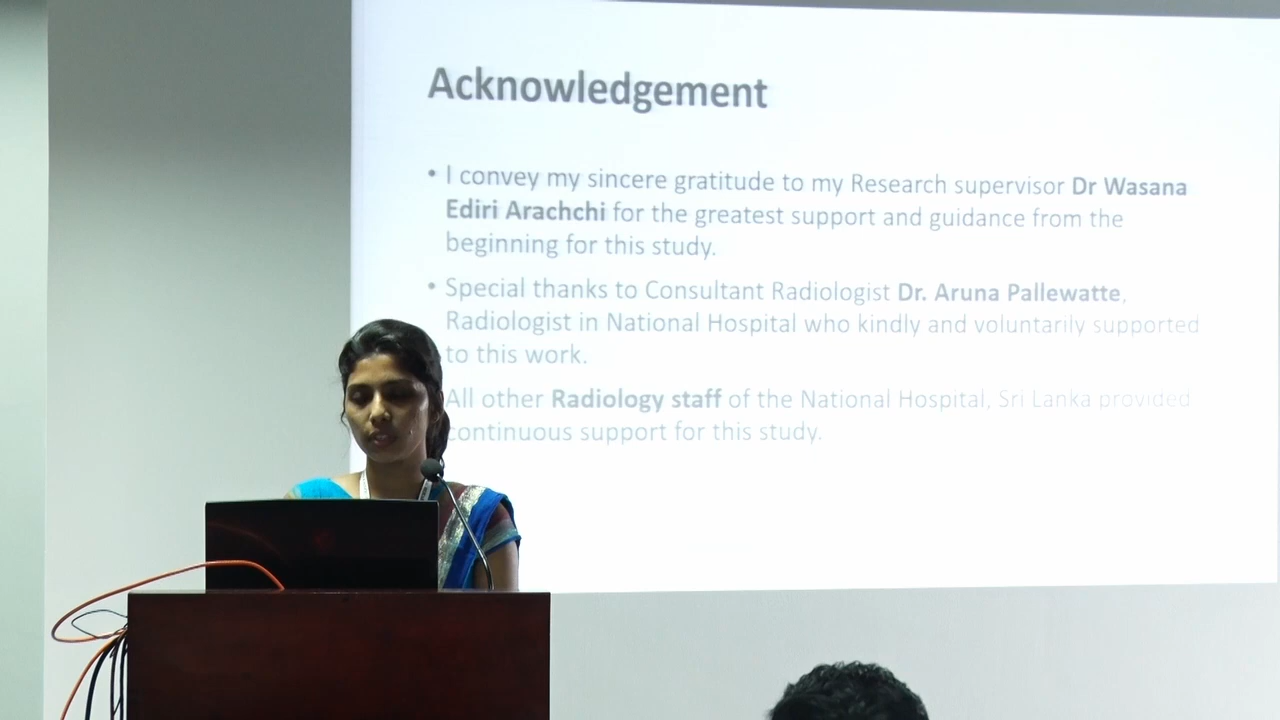 Acknowledgement
• I convey my sincere gratitude to my Research supervisor Dr Wasana
Ediri Arachchi for the greatest support and guidance from the
beginning for this study.
• Special thanks to Consultant Radiologist Dr. Aruna Pallewatte,
Radiologist in National Hospital who kindly and voluntarily supported
to this work.
All other Radiology staff of the National Hospital, Sri Lanka provided
continuous support for this study.